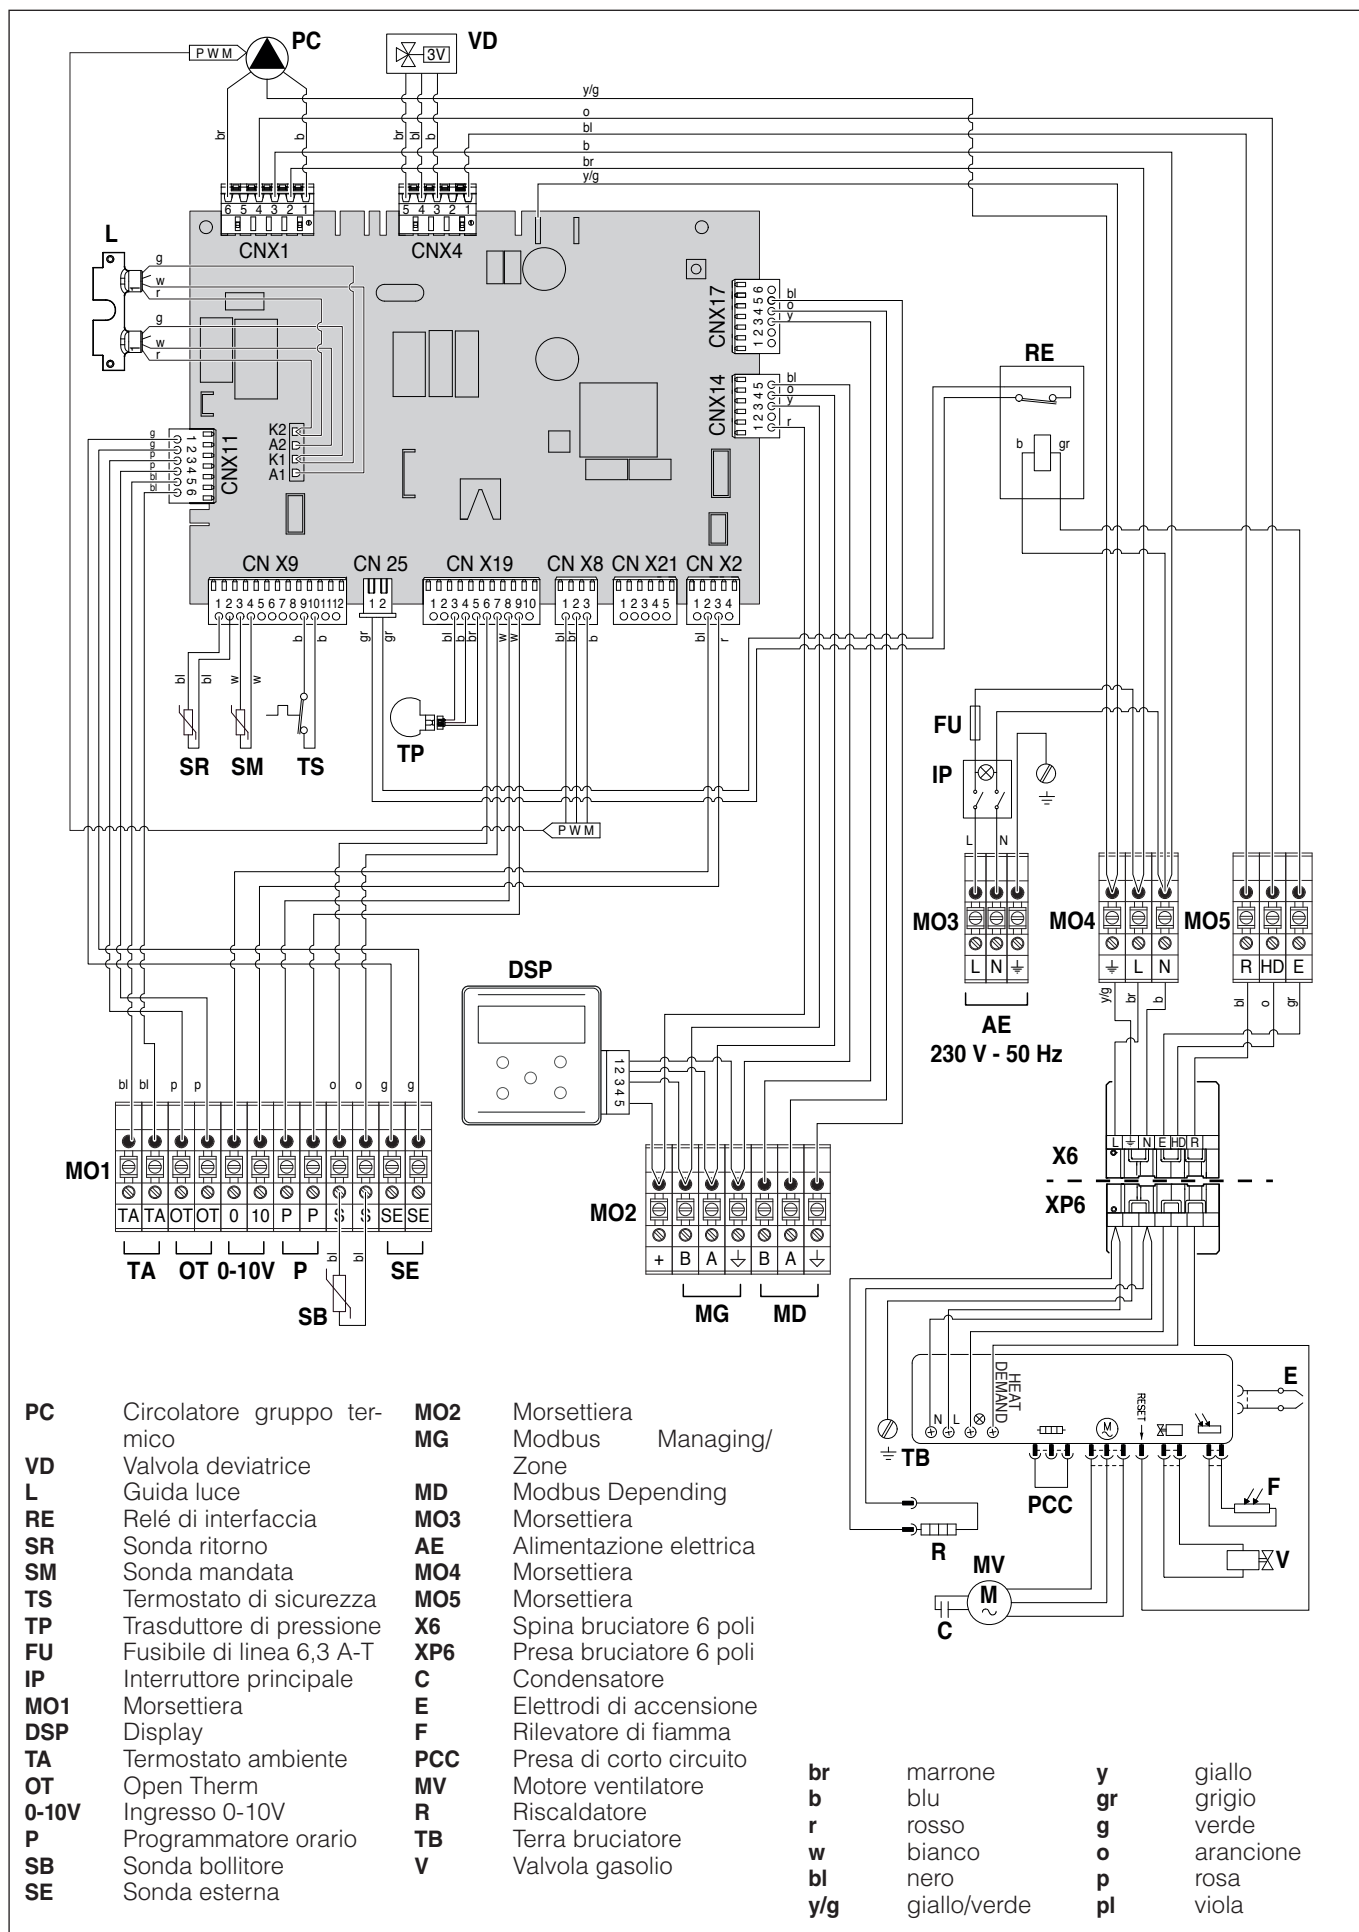 PWM
PC
3V
VD
y/g
o
bl
b
br
y/g
br
b
br
bl
b
6 5 4 3 2 1
CNX1
5 4 3 2 1
CNX4
L
g
w
r
g
w
r
K2
A2
K1
A1
g
g
p
p
bl
bl
1 2 3 4 5 6
CNX11
CNX17
1 2 3 4 5 6
bl
o
y
CNX14
1 2 3 4 5
bl
o
y
r
RE
b
gr
CN X9
CN 25
CN X19
CN X8
CN X21
CN X2
1 2 3 4 5 6 7 8 9 10 11 12
1 2
1 2 3 4 5 6 7 8 9 10
1 2 3
1 2 3 4 5
1 2 3 4
bl
bl
w
w
b
b
gr
gr
bl
b
br
w
w
bl
br
b
bl
r
SR
SM
TS
TP
PWM
FU
IP
L
N
MO3
L N
AE
230 V - 50 Hz
MO4
L N
y/g
br
b
MO5
R HD E
bl
o
gr
DSP
1 2 3 4 5
bl
bl
p
p
o
o
g
g
MO1
TA TA OT OT 0 10 P P S S SE SE
TA
OT
0-10V
P
bl
bl
SB
SE
MO2
+ B A B A
MG
MD
L N E HD R
X6
XP6
HEAT DEMAND
N
L
RESET
M
E
TB
PCC
F
R
V
MV
M
C
PC Circolatore gruppo ter-
mico
VD Valvola deviatrice
L Guida luce
RE Relé di interfaccia
SR Sonda ritorno
SM Sonda mandata
TS Termostato di sicurezza
TP Trasduttore di pressione
FU Fusibile di linea 6,3 A-T
IP Interruttore principale
MO1 Morsettiera
DSP Display
TA Termostato ambiente
OT Open Therm
0-10V Ingresso 0-10V
P Programmatore orario
SB Sonda bollitore
SE Sonda esterna
MO2 Morsettiera
MG Modbus Managing/
Zone
MD Modbus Depending
MO3 Morsettiera
AE Alimentazione elettrica
MO4 Morsettiera
MO5 Morsettiera
X6 Spina bruciatore 6 poli
XP6 Presa bruciatore 6 poli
C Condensatore
E Elettrodi di accensione
F Rilevatore di fiamma
PCC Presa di corto circuito
MV Motore ventilatore
R Riscaldatore
TB Terra bruciatore
V Valvola gasolio
br marrone
b blu
r rosso
w bianco
bl nero
y/g giallo/verde
y giallo
gr grigio
g verde
o arancione
p rosa
pl viola